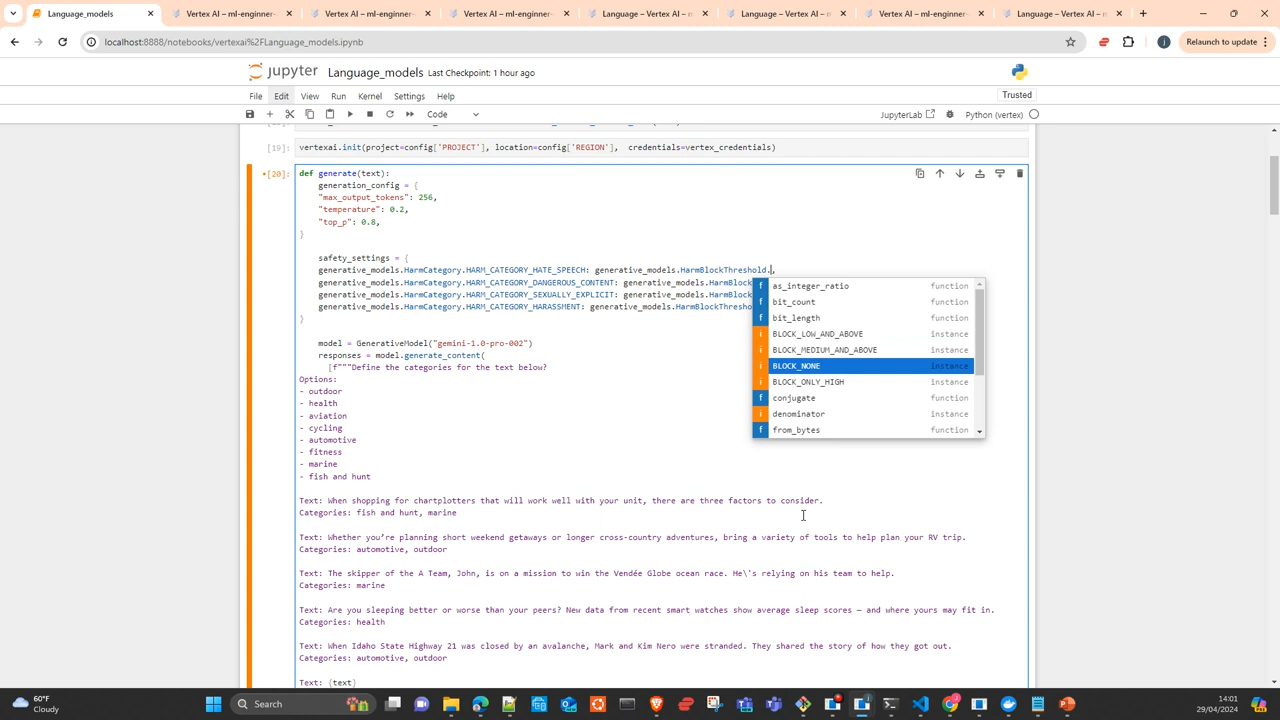 Language_models
Vertex AI – ml-enginner-
Vertex AI – ml-enginner-
Vertex AI – ml-enginner-
Language – Vertex AI – m
Language – Vertex AI – m
Vertex AI – ml-enginner-
Language – Vertex AI – m
localhost:8888/notebooks/vertexai%2FLanguage_models.ipynb
Relaunch to update
jupyter Language_models Last Checkpoint: 1 hour ago
File Edit View Run Kernel Settings Help
Trusted
Code
JupyterLab
Python (vertex)
[19]: vertexai.init(project=config['PROJECT'], location=config['REGION'],  credentials=vertex_credentials)
•[20]: def generate(text):
generation_config = {
"max_output_tokens": 256,
"temperature": 0.2,
"top_p": 0.8,
}
safety_settings = {
generative_models.HarmCategory.HARM_CATEGORY_HATE_SPEECH: generative_models.HarmBlockThreshold.,
generative_models.HarmCategory.HARM_CATEGORY_DANGEROUS_CONTENT: generative_models.HarmBlock
generative_models.HarmCategory.HARM_CATEGORY_SEXUALLY_EXPLICIT: generative_models.HarmBlock
generative_models.HarmCategory.HARM_CATEGORY_HARASSMENT: generative_models.HarmBlockThresho
}
f as_integer_ratio function
f bit_count function
f bit_length function
i BLOCK_LOW_AND_ABOVE instance
i BLOCK_MEDIUM_AND_ABOVE instance
i BLOCK_NONE instance
i BLOCK_ONLY_HIGH instance
f conjugate function
i denominator instance
f from_bytes function
model = GenerativeModel("gemini-1.0-pro-002")
responses = model.generate_content(
[f"""Define the categories for the text below?
Options:
- outdoor
- health
- aviation
- cycling
- automotive
- fitness
- marine
- fish and hunt
Text: When shopping for chartplotters that will work well with your unit, there are three factors to consider.
Categories: fish and hunt, marine
Text: Whether you’re planning short weekend getaways or longer cross-country adventures, bring a variety of tools to help plan your RV trip.
Categories: automotive, outdoor
Text: The skipper of the A Team, John, is on a mission to win the Vendée Globe ocean race. He\'s relying on his team to help.
Categories: marine
Text: Are you sleeping better or worse than your peers? New data from recent smart watches show average sleep scores — and where yours may fit in.
Categories: health
Text: When Idaho State Highway 21 was closed by an avalanche, Mark and Kim Nero were stranded. They shared the story of how they got out.
Categories: automotive, outdoor
Text: {text}
60°F
Cloudy
Search
14:01
29/04/2024